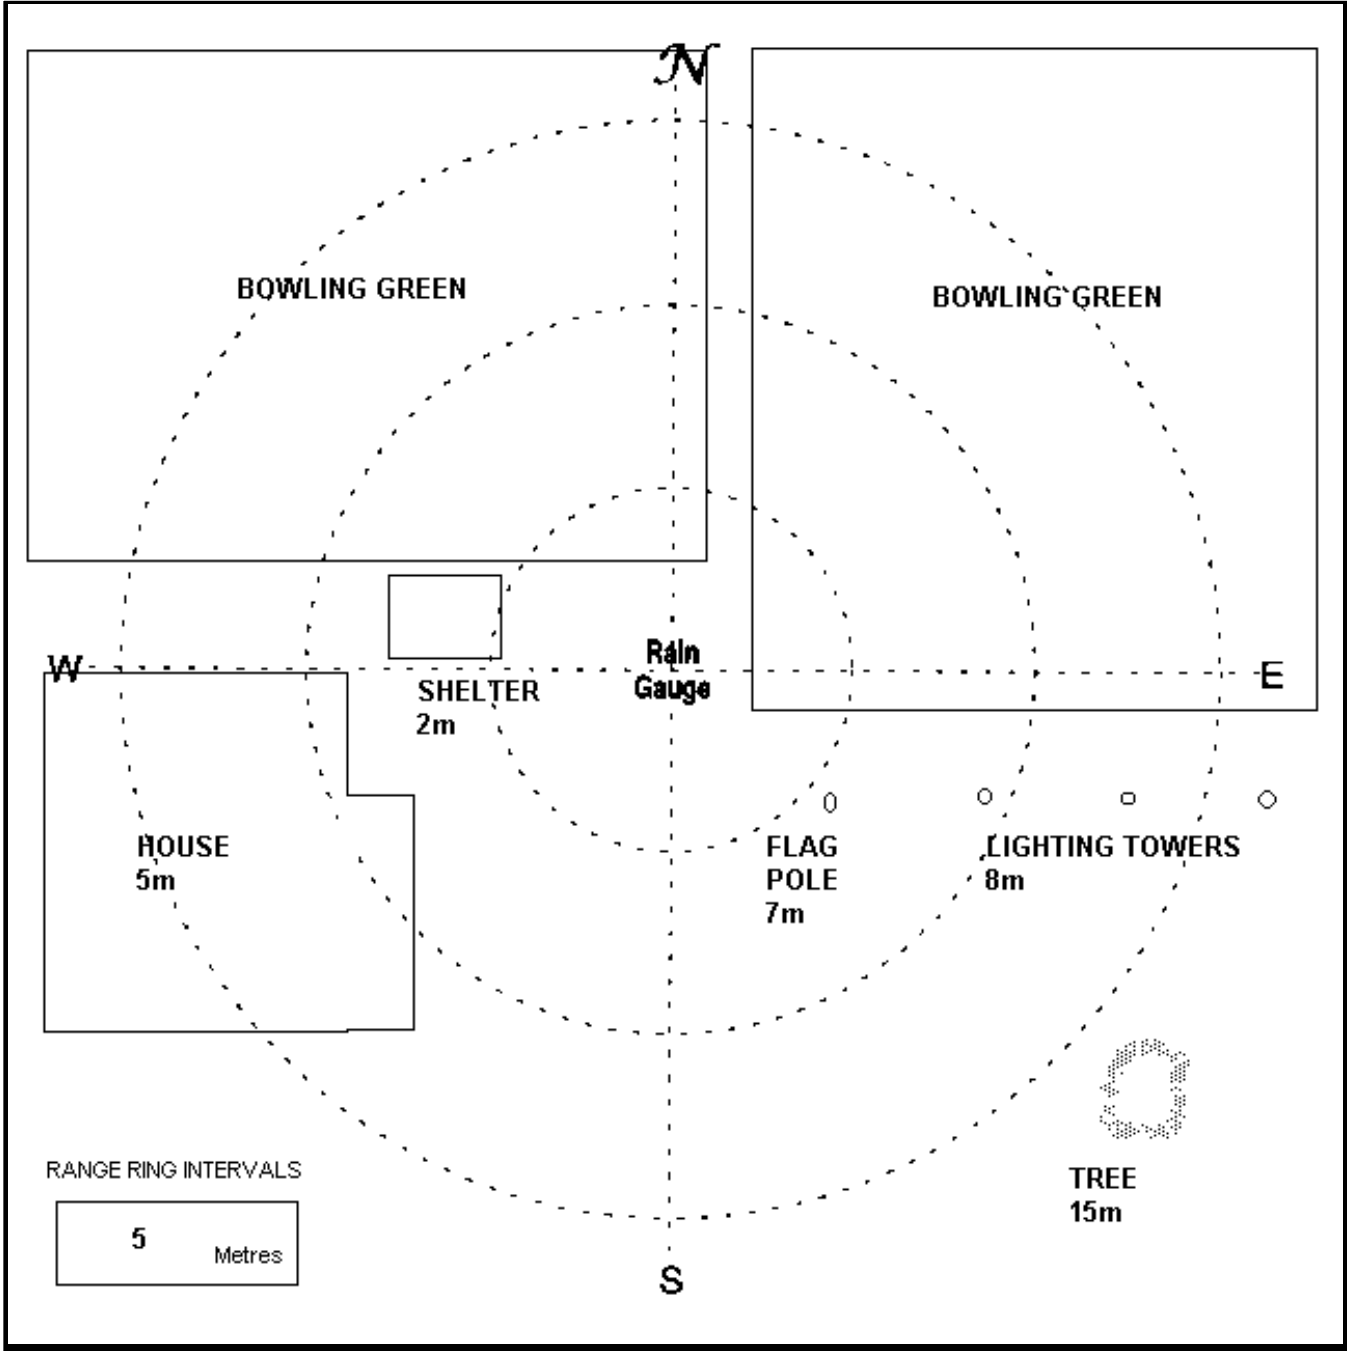 N
BOWLING GREEN
BOWLING GREEN
Rain
Gauge
W
E
SHELTER
2m
HOUSE
5m
FLAG
POLE
7m
LIGHTING TOWERS
8m
RANGE RING INTERVALS
5 Metres
TREE
15m
S